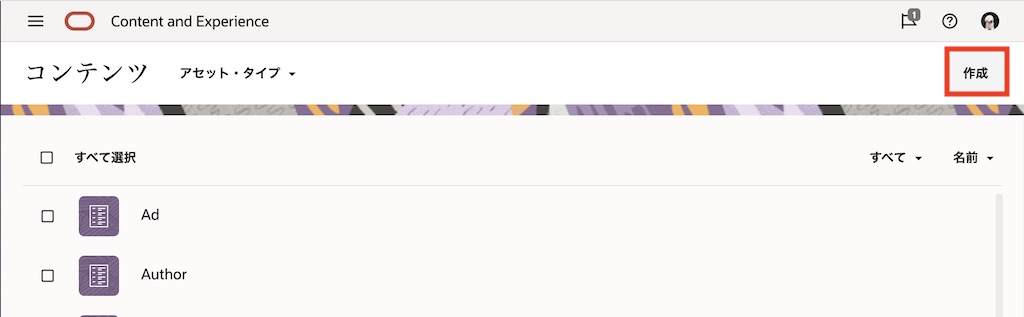 Content and Experience
1
コンテンツ アセット・タイプ 作成
すべて選択 すべて 名前
Ad
Author